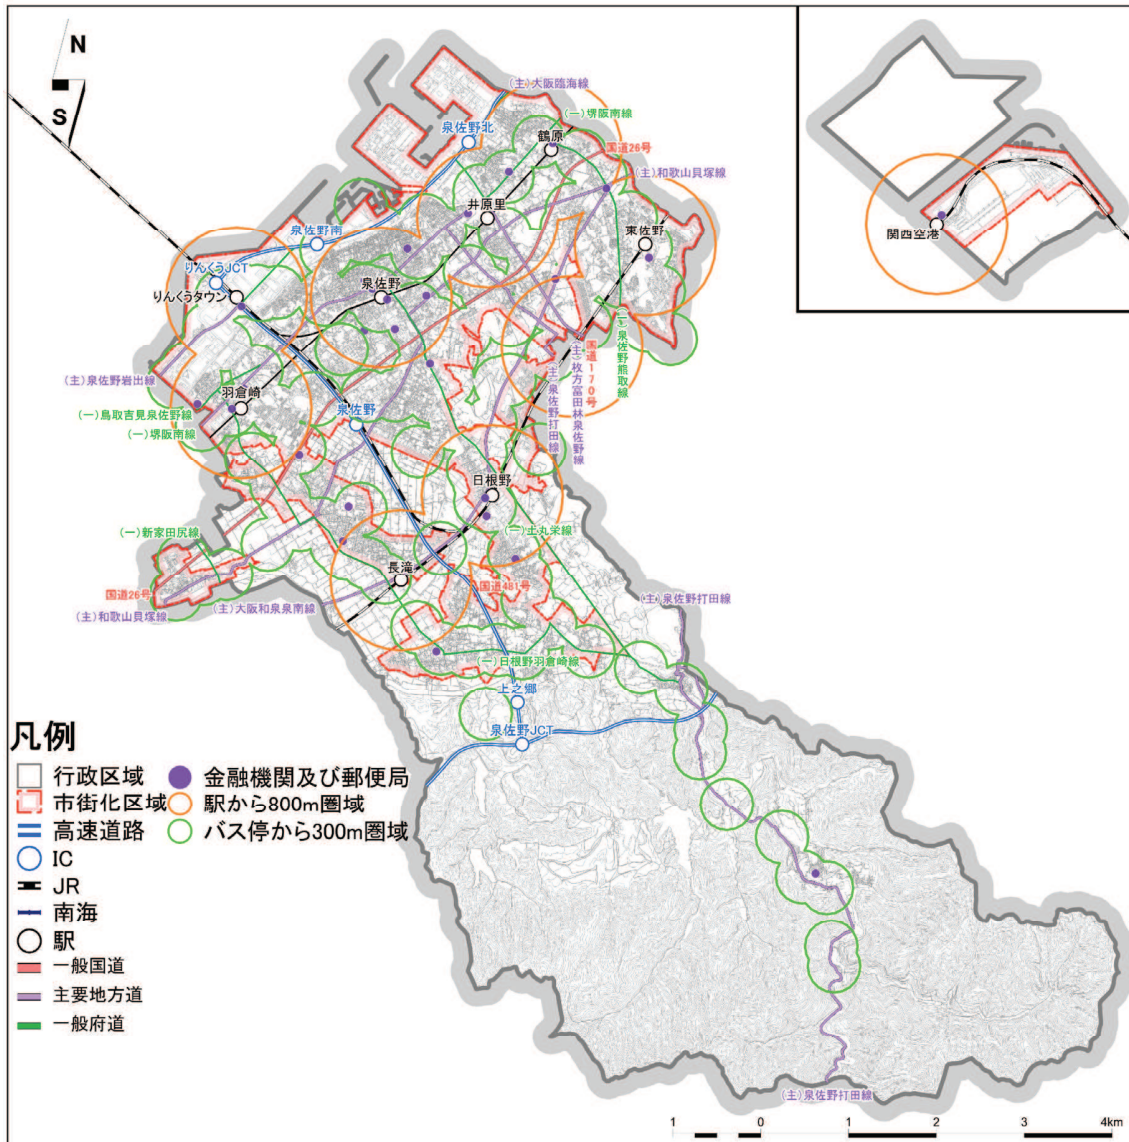 N
S
(主)大阪臨海線
(一)堺阪南線
泉佐野北
鶴原
国道26号
(主)和歌山貝塚線
井原里
泉佐野南
東佐野
関西空港
りんくうJCT
りんくうタウン
泉佐野
(一)泉佐野熊取線
国道170号
(主)枚方富田林泉佐野線
(主)泉佐野打田線
(主)泉佐野岩出線
羽倉崎
(一)鳥取吉見泉佐野線
泉佐野
(一)堺阪南線
日根野
(一)新家田尻線
(一)土丸栄線
長滝
国道481号
国道26号
(主)大阪和泉泉南線
(主)和歌山貝塚線
(主)泉佐野打田線
(一)日根野羽倉崎線
上之郷
泉佐野JCT
凡例
行政区域
市街化区域
高速道路
IC
JR
南海
駅
一般国道
主要地方道
一般府道
金融機関及び郵便局
駅から800m圏域
バス停から300m圏域
(主)泉佐野打田線
1 0 1 2 3 4km